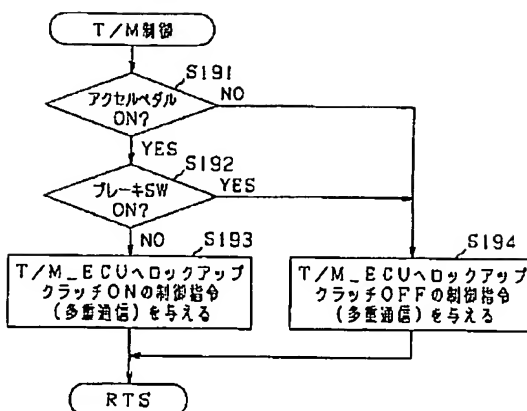 T/M制御
S191
アクセルペダル
ON?
NO
YES
S192
ブレーキSW
ON?
YES
NO
S193
T/M_ECUへロックアップ
クラッチONの制御指令
(多重通信)を与える
S194
T/M_ECUへロックアップ
クラッチOFFの制御指令
(多重通信)を与える
RTS